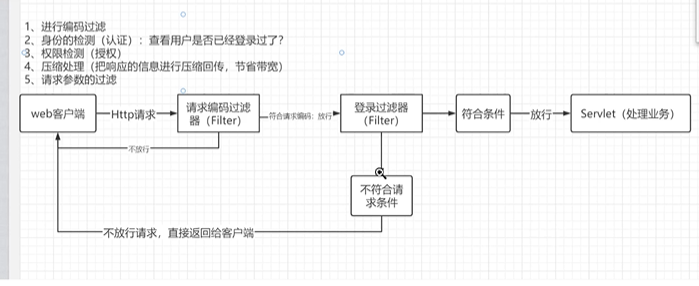 1、进行编码过滤
2、身份的检测（认证）：查看用户是否已经登录过了？
3、权限检测（授权）
4、压缩处理（把响应的信息进行压缩回传，节省带宽）
5、请求参数的过滤
web客户端
Http请求
请求编码过滤
器（Filter）
符合请求编码：放行
登录过滤器
（Filter）
符合条件
放行
Servlet（处理业务）
不放行
不符合请
求条件
不放行请求，直接返回给客户端